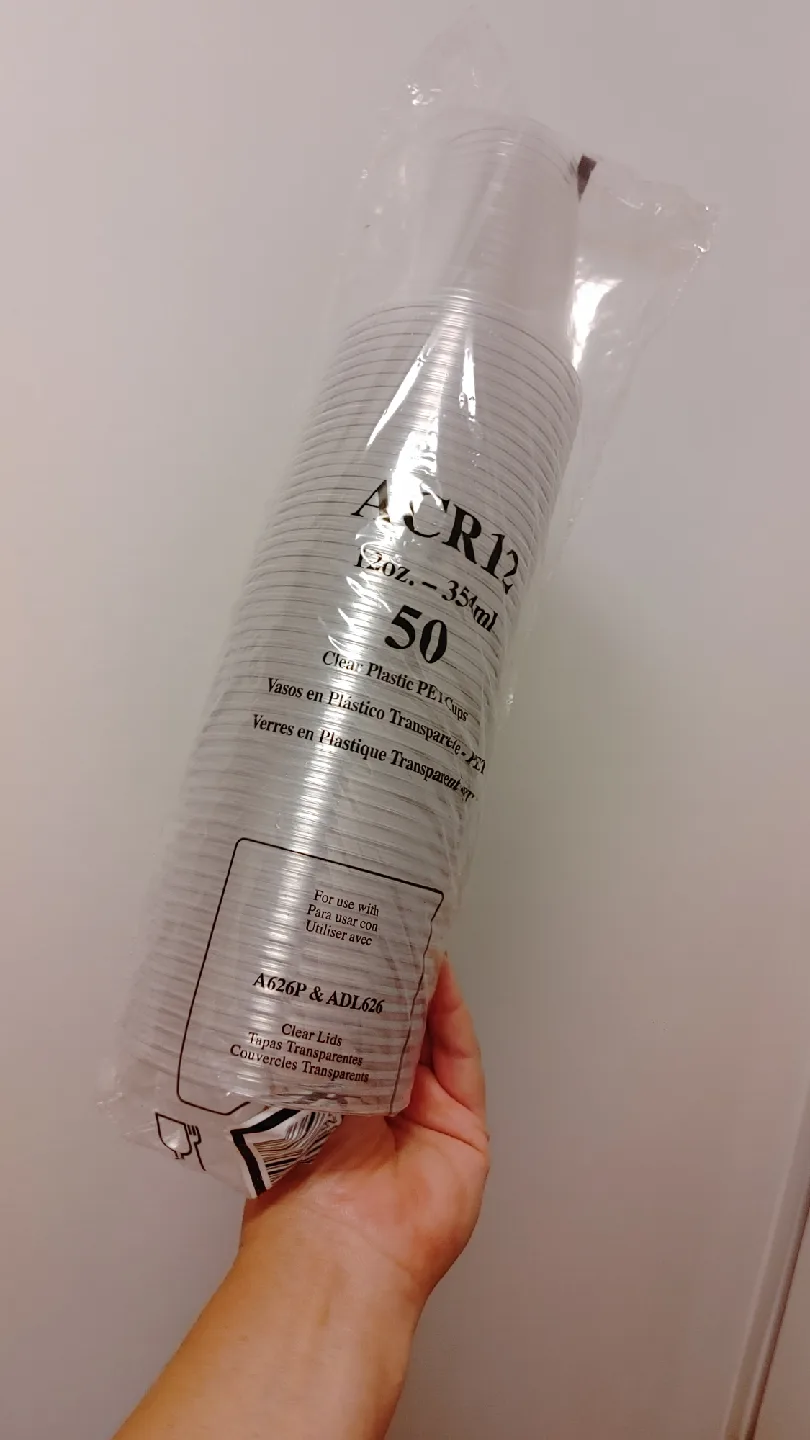 ACR12
12oz. – 354ml
50
Clear Plastic PET Cups
Vasos en Plástico Transparente - PET
Verres en Plastique Transparent
For use with
Para usar con
Utiliser avec
A626P & ADL626
Clear Lids
Tapas Transparentes
Couvercles Transparents